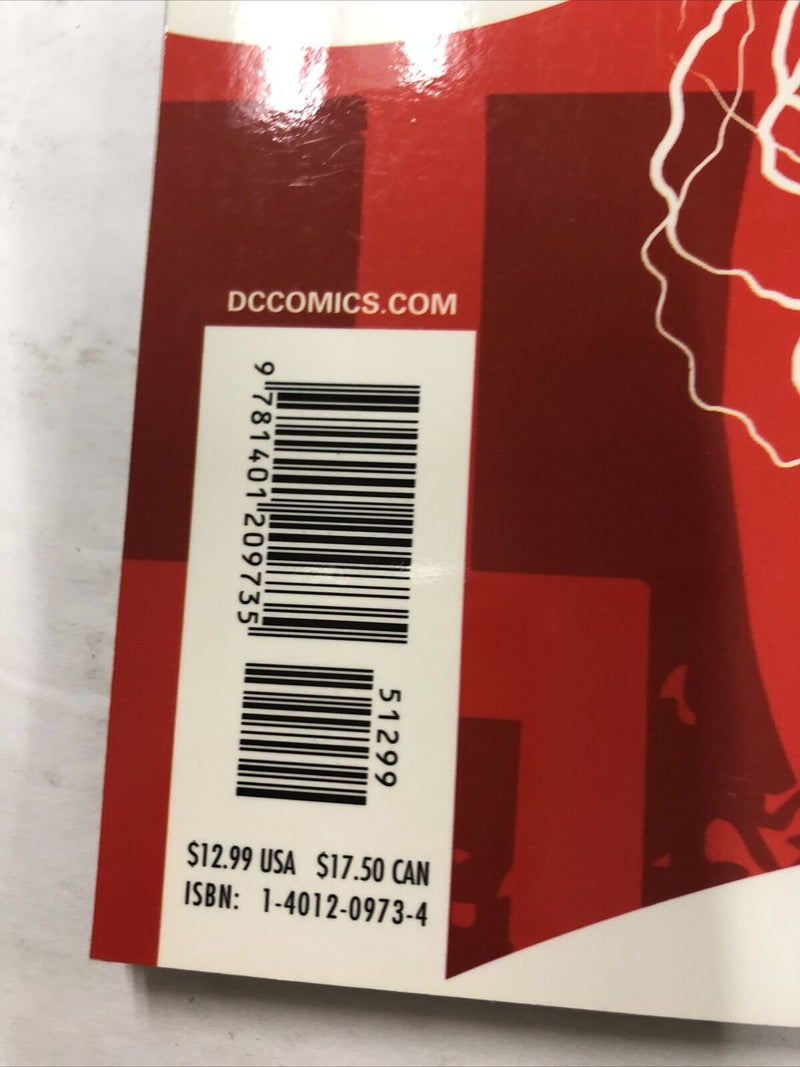 DCCOMICS.COM
9 781401 209735
51299
$12.99 USA $17.50 CAN
ISBN: 1-4012-0973-4